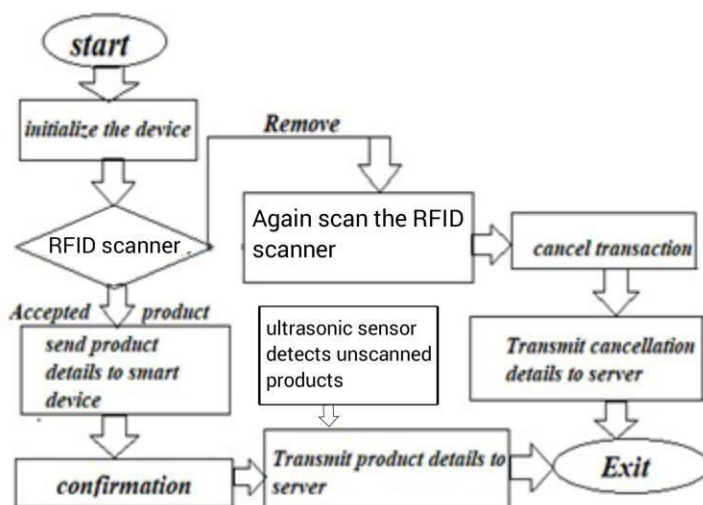 start
initialize the device
Remove
RFID scanner
Again scan the RFID
scanner
cancel transaction
Accepted product
send product
details to smart
device
ultrasonic sensor
detects unscanned
products
Transmit cancellation
details to server
confirmation
Transmit product details to
server
Exit